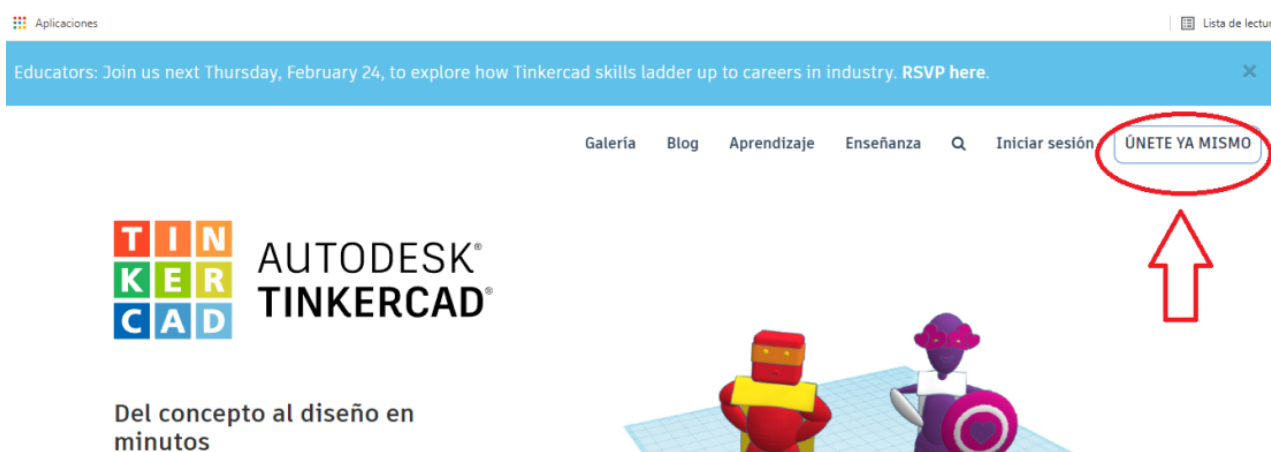 Aplicaciones
Lista de lectur
Educators: Join us next Thursday, February 24, to explore how Tinkercad skills ladder up to careers in industry. RSVP here.
Galería Blog Aprendizaje Enseñanza Iniciar sesión ÚNETE YA MISMO
TIN
KER
CAD
AUTODESK®
TINKERCAD®
Del concepto al diseño en
minutos